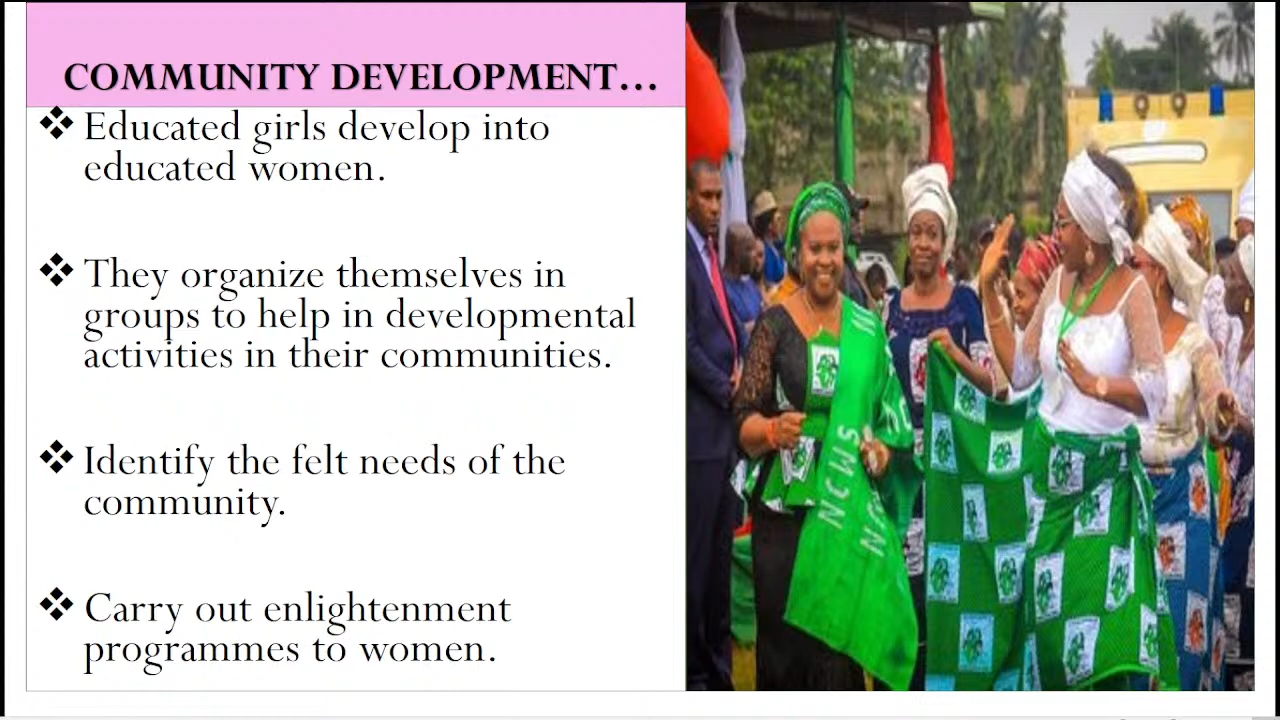 COMMUNITY DEVELOPMENT...
❖ Educated girls develop into
educated women.
❖ They organize themselves in
groups to help in developmental
activities in their communities.
❖ Identify the felt needs of the
community.
❖ Carry out enlightenment
programmes to women.
NCWS